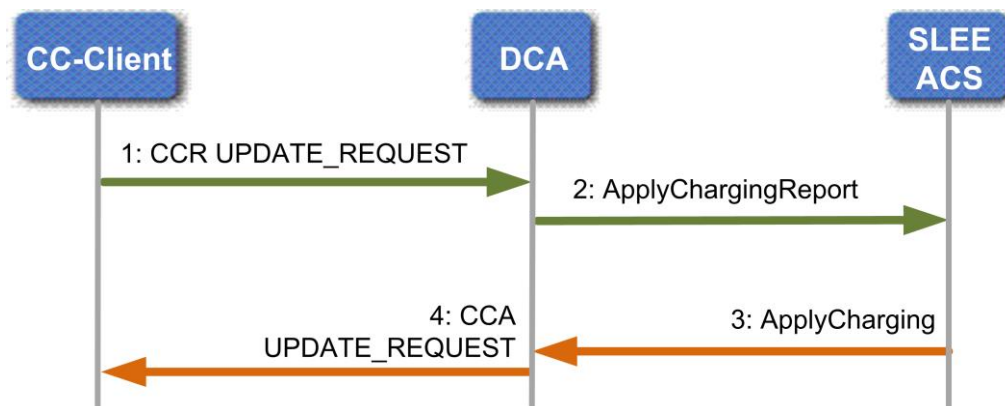 CC-Client
DCA
SLEE
ACS
1: CCR UPDATE_REQUEST
2: ApplyChargingReport
3: ApplyCharging
4: CCA
UPDATE_REQUEST